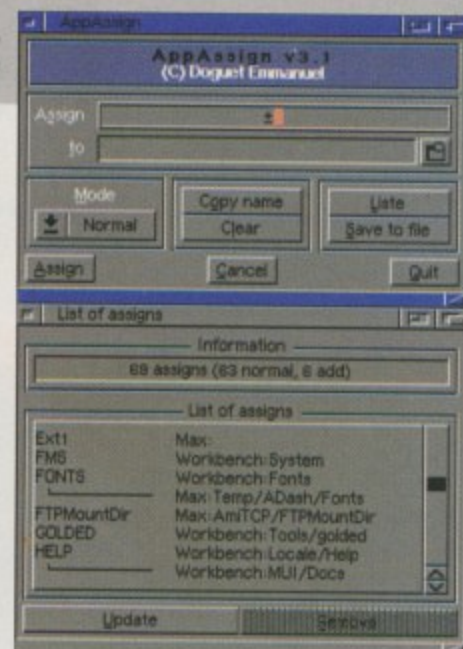 AppAssign
AppAssign v3.1
(C) Doguet Emmanuel
Assign
to
Mode
Normal
Copy name
Clear
Liste
Save to file
Assign
Cancel
Quit
List of assigns
Information
69 assigns (63 normal, 6 add)
List of assigns
Ext1 Max:
FMS Workbench:System
FONTS Workbench:Fonts
Max:Temp/ADash/Fonts
FTPMountDir Max:AmiTCP/FTPMountDir
GOLDED Workbench:Tools/golded
HELP Workbench:Locale/Help
Workbench:MUI/Docs
Update
Remove